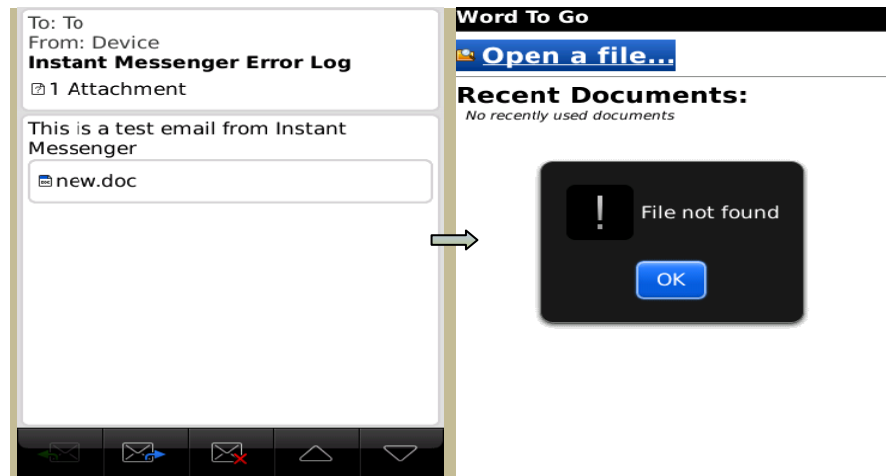 To: To
From: Device
Instant Messenger Error Log
1 Attachment
This is a test email from Instant
Messenger
new.doc
Word To Go
Open a file...
Recent Documents:
No recently used documents
File not found
OK